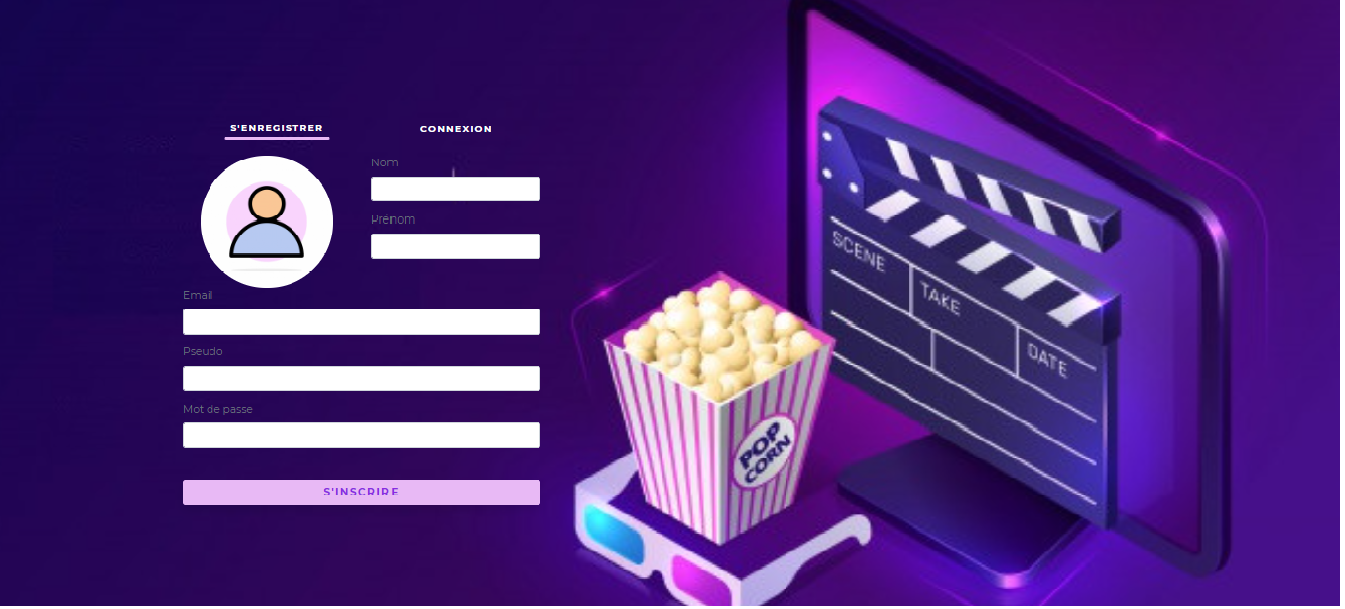 S'ENREGISTRER
CONNEXION
Nom
Prénom
Email
Pseudo
Mot de passe
S'INSCRIRE
SCENE
TAKE
DATE
POP
CORN